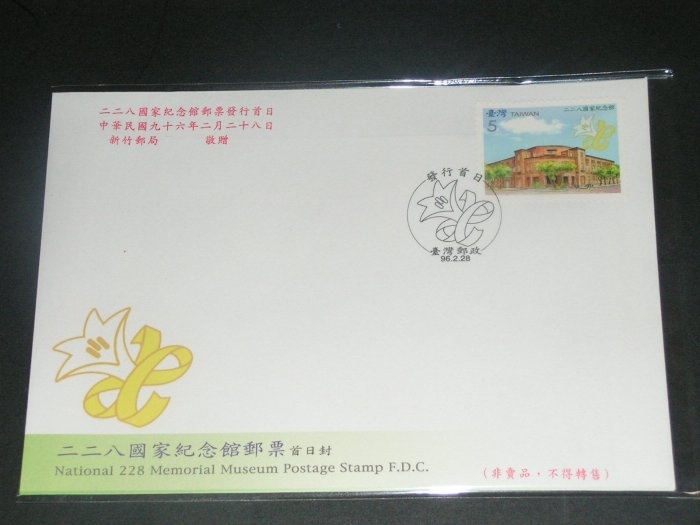 二二八國家紀念館郵票發行首日
中華民國九十六年二月二十八日
新竹郵局 敬贈
臺灣 TAIWAN 二二八國家紀念館
5
發行首日
臺灣郵政
96.2.28
二二八國家紀念館郵票 首日封
National 228 Memorial Museum Postage Stamp F.D.C.
(非賣品・不得轉售)